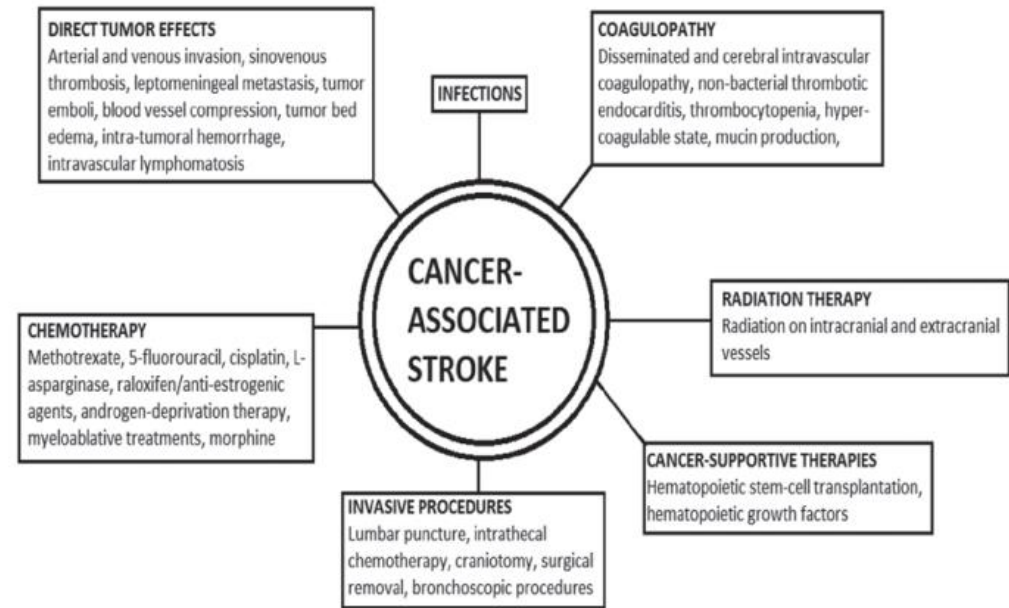 DIRECT TUMOR EFFECTS
Arterial and venous invasion, sinovenous
thrombosis, leptomeningeal metastasis, tumor
emboli, blood vessel compression, tumor bed
edema, intra-tumoral hemorrhage,
intravascular lymphomatosis
INFECTIONS
COAGULOPATHY
Disseminated and cerebral intravascular
coagulopathy, non-bacterial thrombotic
endocarditis, thrombocytopenia, hyper-
coagulable state, mucin production,
CANCER-
ASSOCIATED
STROKE
CHEMOTHERAPY
Methotrexate, 5-fluorouracil, cisplatin, L-
asparginase, raloxifen/anti-estrogenic
agents, androgen-deprivation therapy,
myeloablative treatments, morphine
RADIATION THERAPY
Radiation on intracranial and extracranial
vessels
CANCER-SUPPORTIVE THERAPIES
Hematopoietic stem-cell transplantation,
hematopoietic growth factors
INVASIVE PROCEDURES
Lumbar puncture, intrathecal
chemotherapy, craniotomy, surgical
removal, bronchoscopic procedures